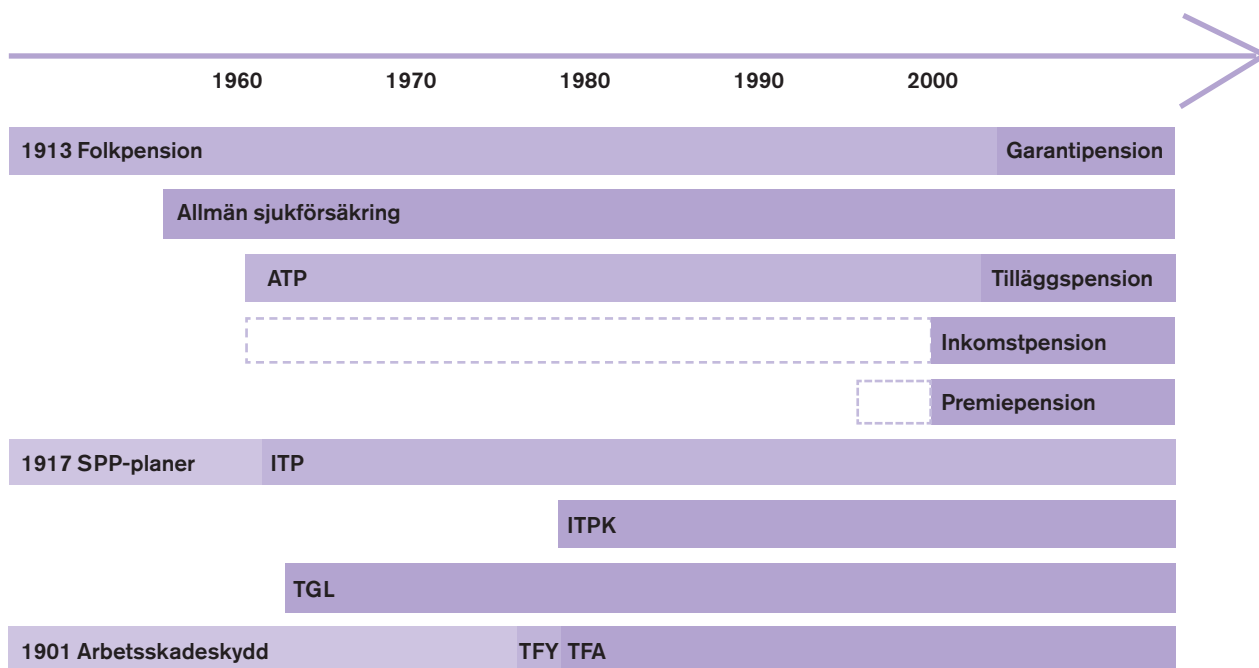 1960 1970 1980 1990 2000
1913 Folkpension Garantipension
Allmän sjukförsäkring
ATP Tilläggspension
Inkomstpension
Premiepension
1917 SPP-planer ITP
ITPK
TGL
1901 Arbetsskadeskydd TFY TFA